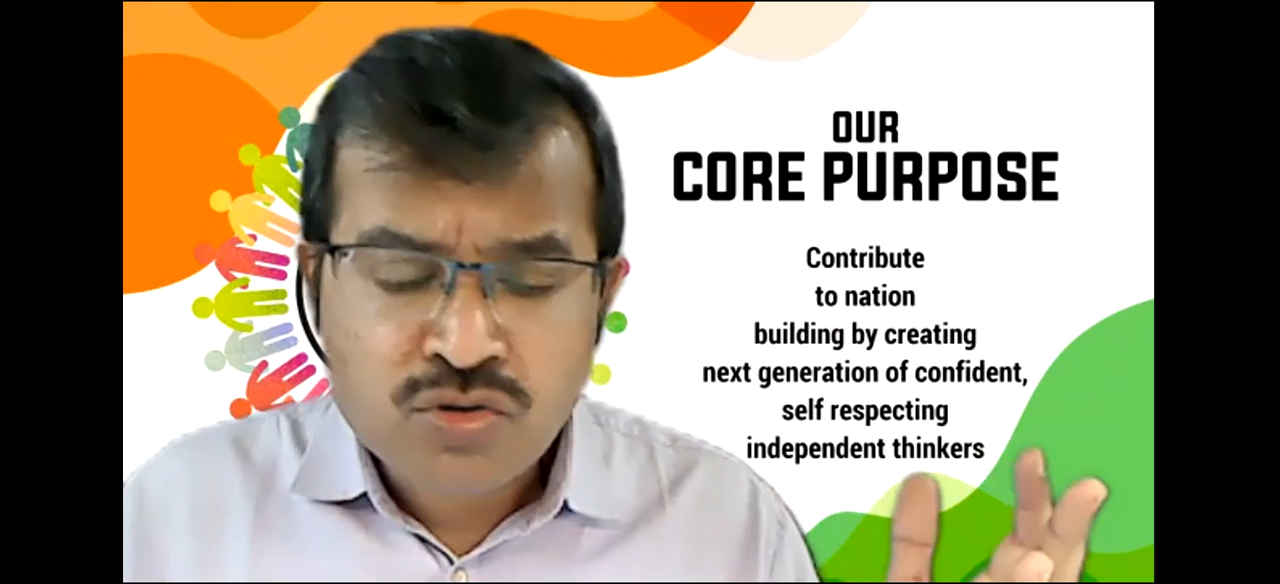 OUR
CORE PURPOSE
Contribute
to nation
building by creating
next generation of confident,
self respecting
independent thinkers